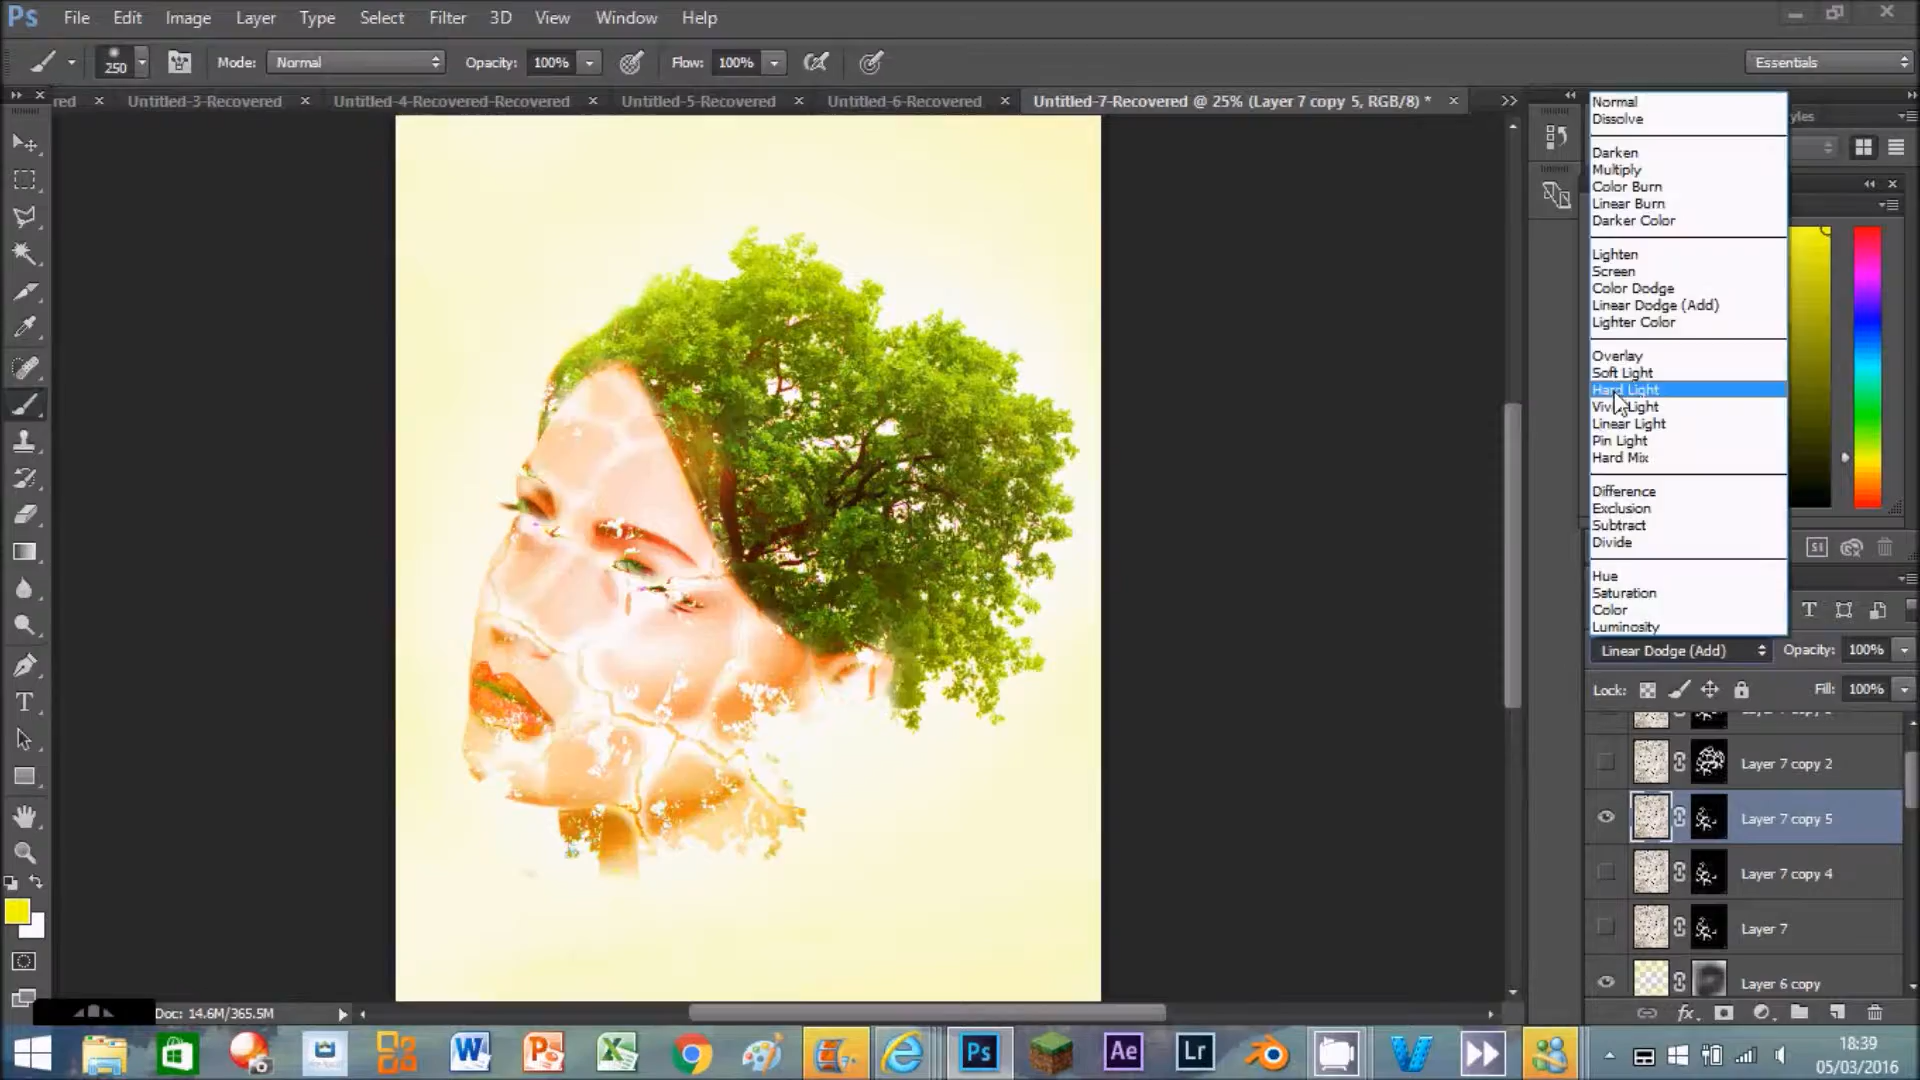 Ps File Edit Image Layer Type Select Filter 3D View Window Help
250 Mode: Normal Opacity: 100% Flow: 100% Essentials
red Untitled-3-Recovered Untitled-4-Recovered-Recovered Untitled-5-Recovered Untitled-6-Recovered Untitled-7-Recovered @ 25% (Layer 7 copy 5, RGB/8) *
yles
Normal
Dissolve
Darken
Multiply
Color Burn
Linear Burn
Darker Color
Lighten
Screen
Color Dodge
Linear Dodge (Add)
Lighter Color
Overlay
Soft Light
Hard Light
Vivid Light
Linear Light
Pin Light
Hard Mix
Difference
Exclusion
Subtract
Divide
Hue
Saturation
Color
Luminosity
Linear Dodge (Add) Opacity: 100%
Lock: Fill: 100%
Layer 7 copy 2
Layer 7 copy 5
Layer 7 copy 4
Layer 7
Layer 6 copy
fx
Doc: 14.6M/365.5M
Ps Ae Lr
18:39
05/03/2016